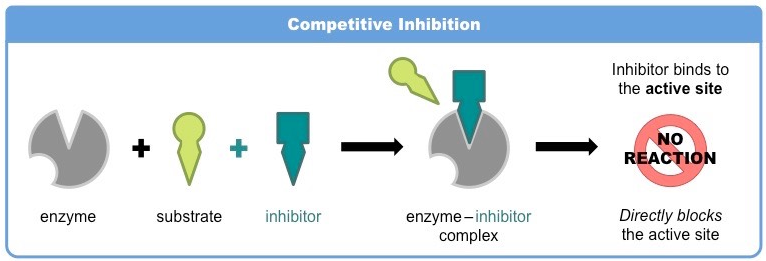 Competitive Inhibition
enzyme
substrate
inhibitor
enzyme – inhibitor
complex
Inhibitor binds to
the active site
NO
REACTION
Directly blocks
the active site